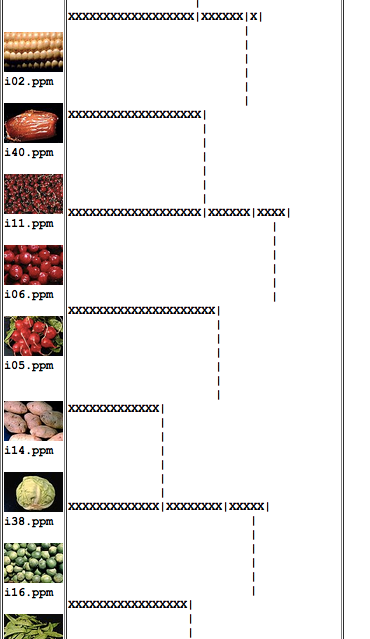 xxxxxxxxxxxxxxxxxx|xxxxxx|x|
i02.ppm
xxxxxxxxxxxxxxxxxxx|
i40.ppm
xxxxxxxxxxxxxxxxxxx|xxxxxx|xxxx|
i11.ppm
i06.ppm
xxxxxxxxxxxxxxxxxxxxx|
i05.ppm
xxxxxxxxxxxxx|
i14.ppm
xxxxxxxxxxxxx|xxxxxxxx|xxxxx|
i38.ppm
i16.ppm
xxxxxxxxxxxxxxxxx|